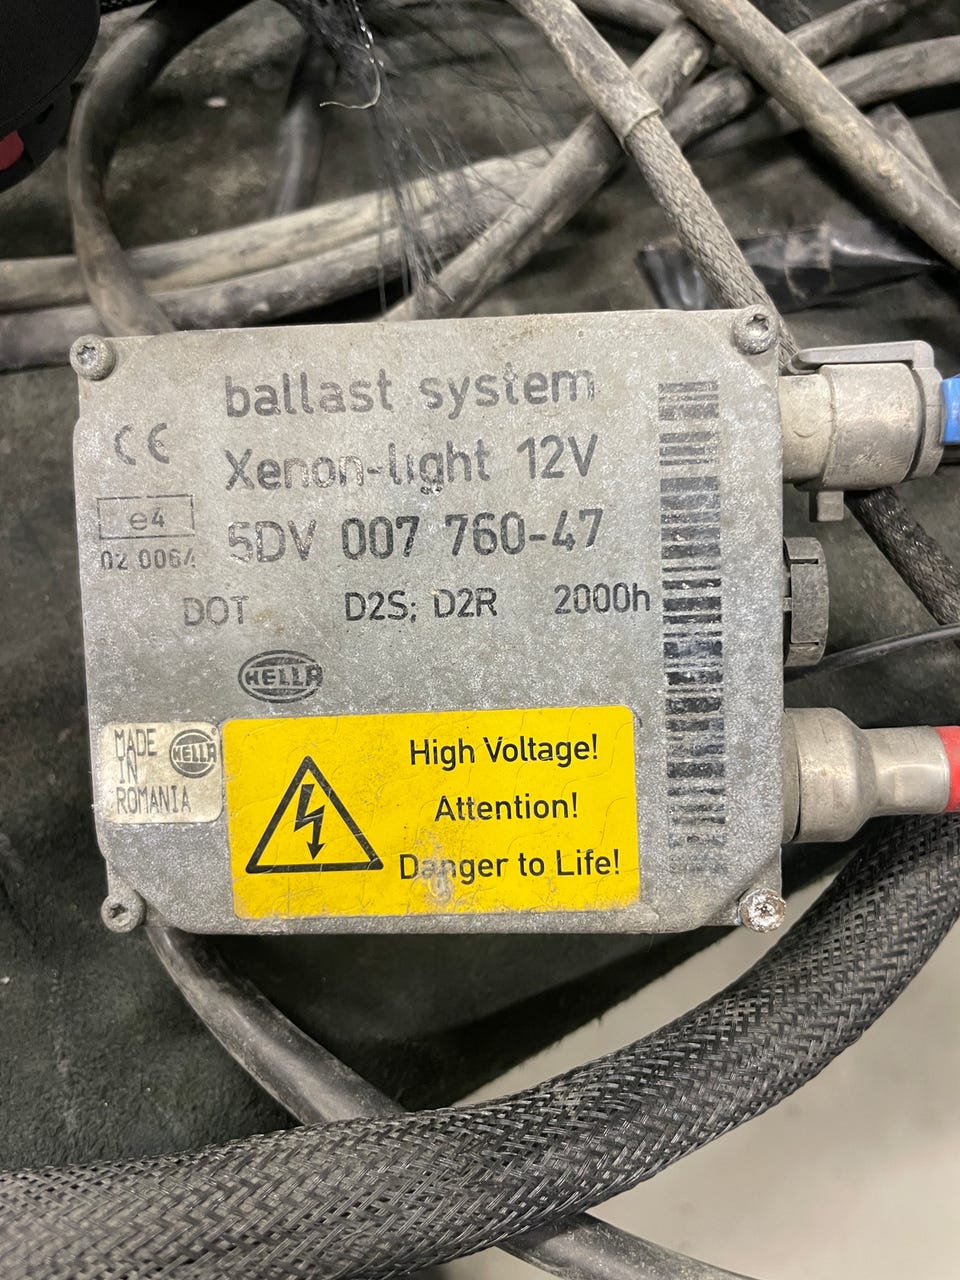 ballast system
CE
Xenon-light 12V
e4
5DV 007 760-47
02 0064
DOT D2S; D2R 2000h
HELLA
MADE
IN
ROMANIA
HELLA
High Voltage!
Attention!
Danger to Life!